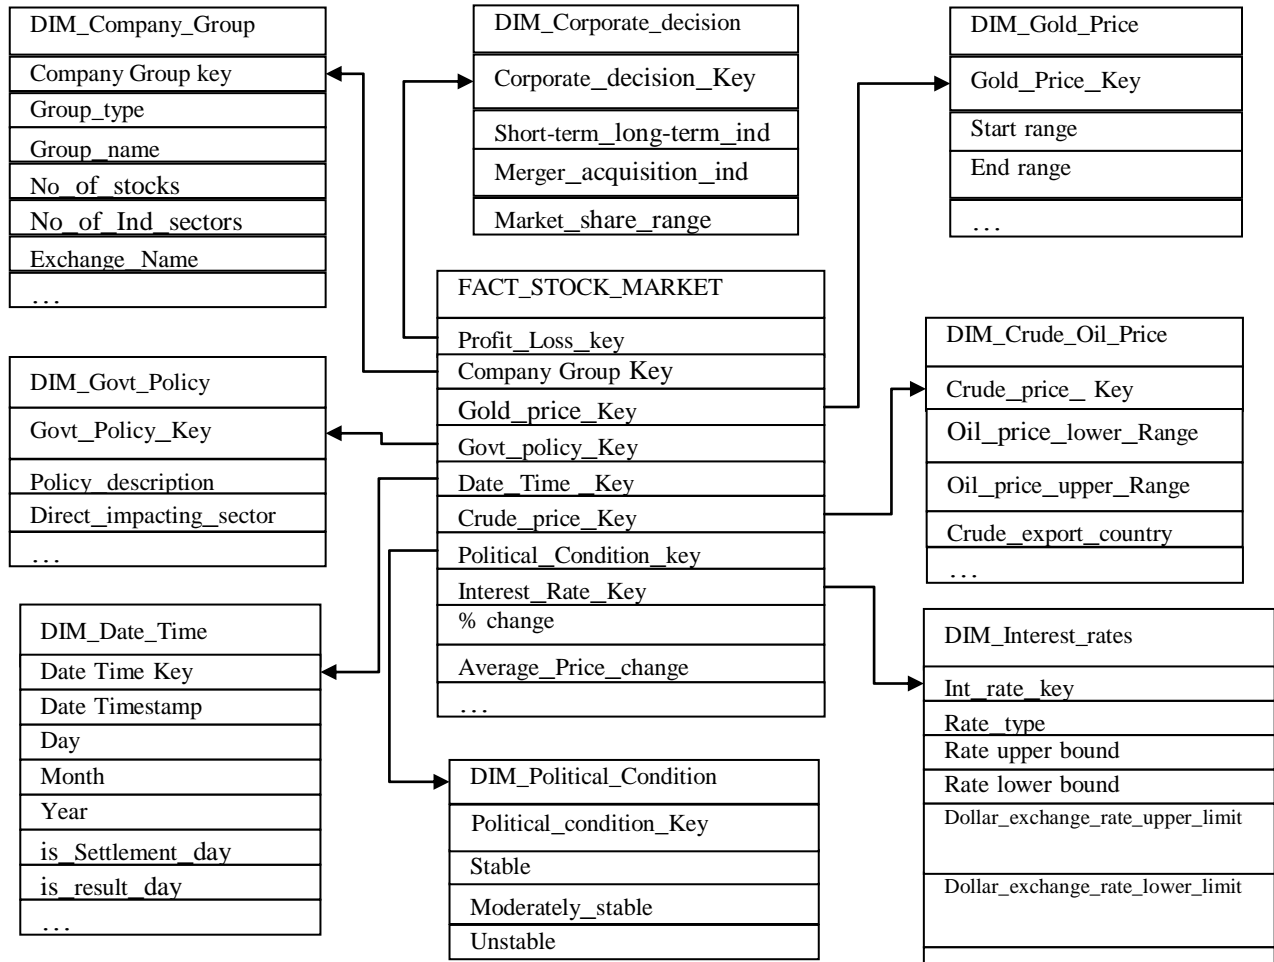 DIM_Company_Group
Company Group key
Group_type
Group_name
No_of_stocks
No_of_Ind_sectors
Exchange_Name
...
DIM_Corporate_decision
Corporate_decision_Key
Short-term_long-term_ind
Merger_acquisition_ind
Market_share_range
DIM_Gold_Price
Gold_Price_Key
Start range
End range
...
FACT_STOCK_MARKET
Profit_Loss_key
Company Group Key
Gold_price_Key
Govt_policy_Key
Date_Time _Key
Crude_price_Key
Political_Condition_key
Interest_Rate_Key
% change
Average_Price_change
...
DIM_Govt_Policy
Govt_Policy_Key
Policy_description
Direct_impacting_sector
...
DIM_Crude_Oil_Price
Crude_price_ Key
Oil_price_lower_Range
Oil_price_upper_Range
Crude_export_country
...
DIM_Date_Time
Date Time Key
Date Timestamp
Day
Month
Year
is_Settlement_day
is_result_day
...
DIM_Political_Condition
Political_condition_Key
Stable
Moderately_stable
Unstable
DIM_Interest_rates
Int_rate_key
Rate_type
Rate upper bound
Rate lower bound
Dollar_exchange_rate_upper_limit
Dollar_exchange_rate_lower_limit